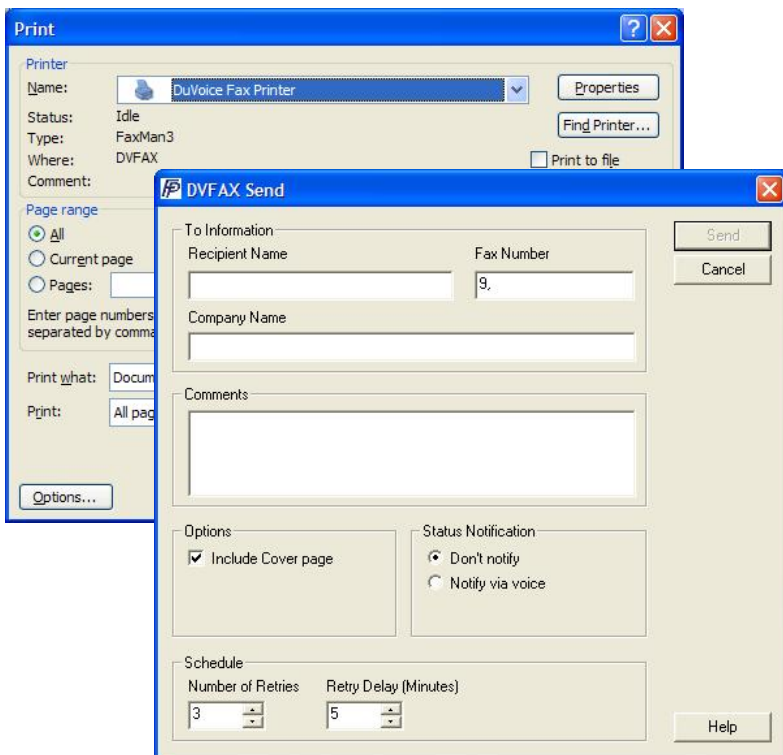 Print
Printer
Name: DuVoice Fax Printer Properties
Status: Idle
Find Printer...
Type: FaxMan3
Where: DVFAX Print to file
Comment:
Page range
All
Current page
Pages:
Enter page numbers
separated by comma
Print what: Docum
Print: All pag
Options...
DVFAX Send
To Information
Recipient Name Fax Number
9,
Company Name
Send
Cancel
Comments
Options
Include Cover page
Status Notification
Don't notify
Notify via voice
Schedule
Number of Retries Retry Delay (Minutes)
3 5
Help